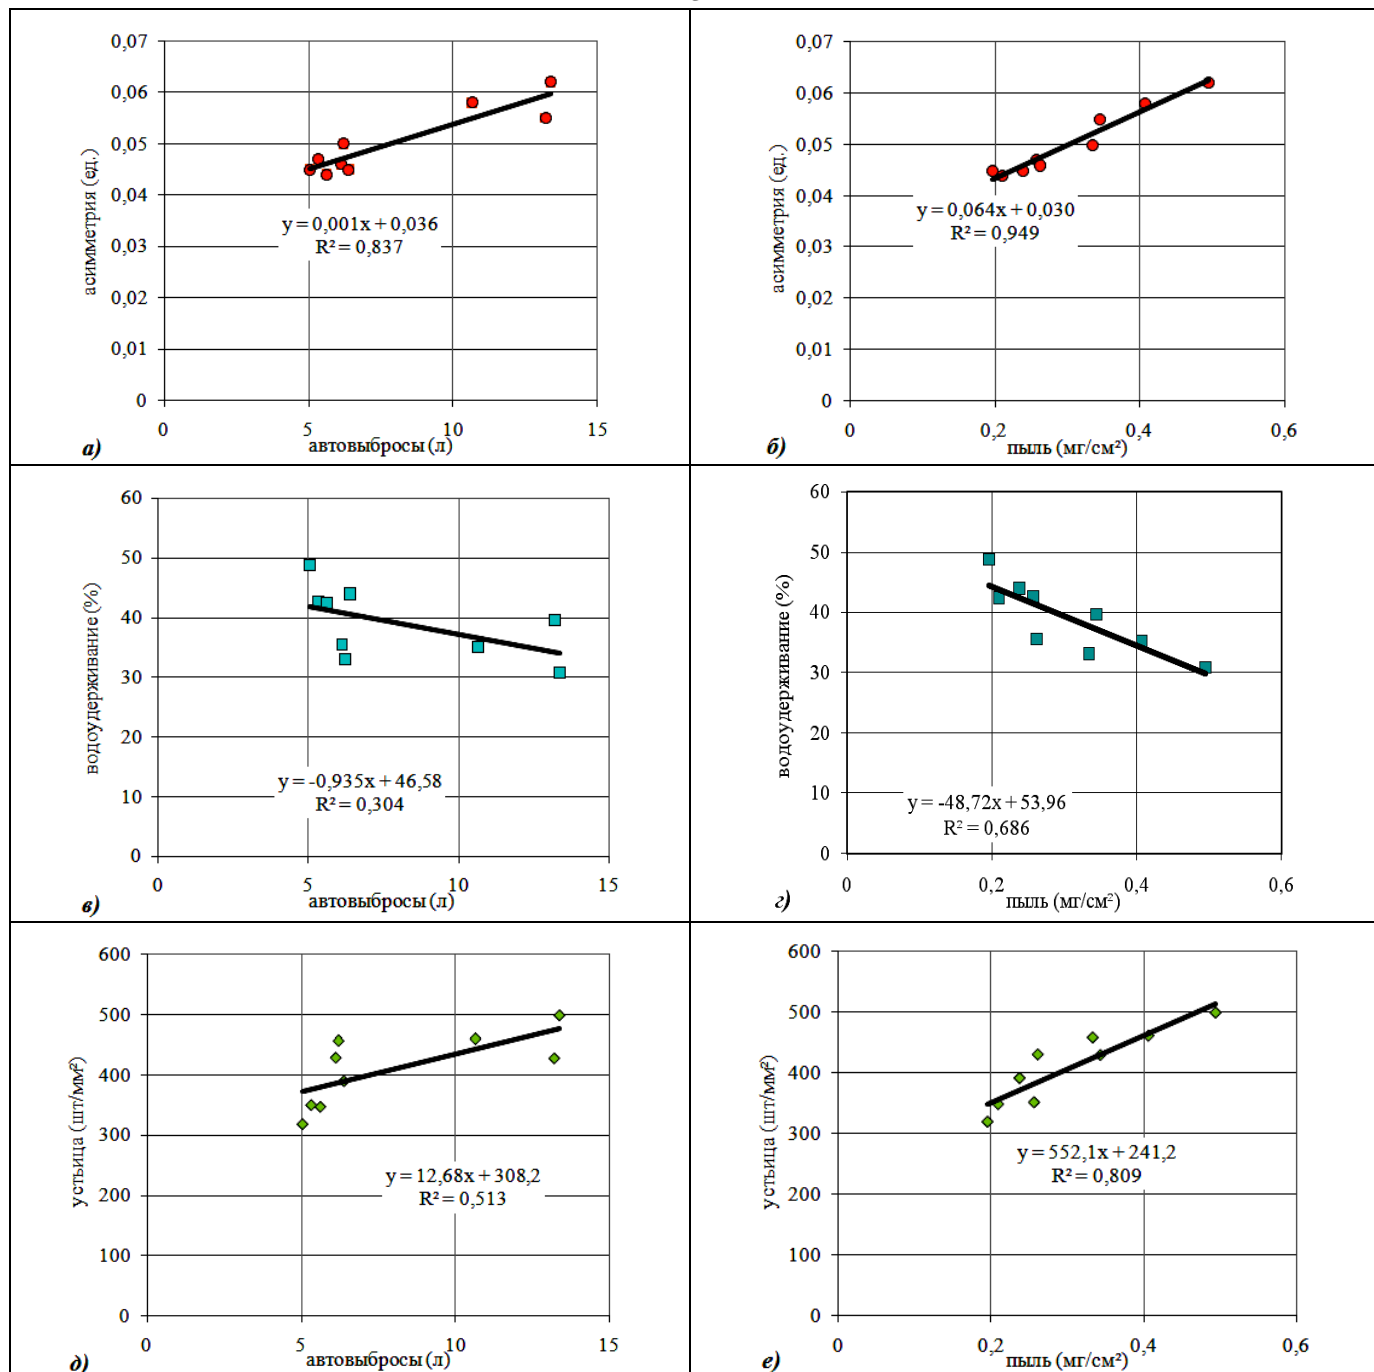 0,07
0,06
0,05
0,04
0,03
0,02
0,01
0
асимметрия (ед.)
y = 0,001x + 0,036
R² = 0,837
0 5 10 15
автовыбросы (л)
а)
0,07
0,06
0,05
0,04
0,03
0,02
0,01
0
асимметрия (ед.)
y = 0,064x + 0,030
R² = 0,949
0 0,2 0,4 0,6
пыль (мг/см²)
б)
60
50
40
30
20
10
0
водоудерживание (%)
y = -0,935x + 46,58
R² = 0,304
0 5 10 15
автовыбросы (л)
в)
60
50
40
30
20
10
0
водоудерживание (%)
y = -48,72x + 53,96
R² = 0,686
0 0,2 0,4 0,6
пыль (мг/см²)
г)
600
500
400
300
200
100
0
устьица (шт/мм²)
y = 12,68x + 308,2
R² = 0,513
0 5 10 15
автовыбросы (л)
д)
600
500
400
300
200
100
0
устьица (шт/мм²)
y = 552,1x + 241,2
R² = 0,809
0 0,2 0,4 0,6
пыль (мг/см²)
е)